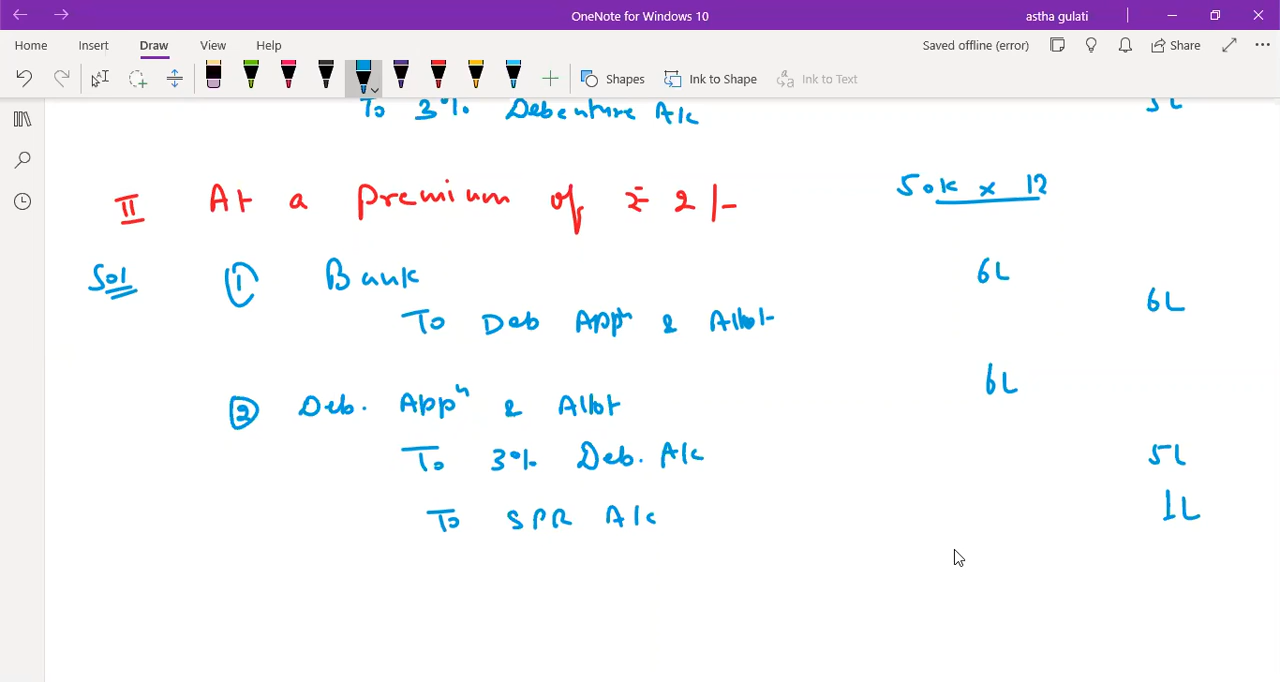 OneNote for Windows 10
astha gulati
Home Insert Draw View Help
Saved offline (error) Share
Shapes Ink to Shape Ink to Text
To 3% Debenture A/c 5L
II At a Premium of ₹ 2/- 50K x 12
Sol ① Bank 6L
To Deb Appn & Allot 6L
② Deb. Appn & Allot 6L
To 3% Deb. A/c 5L
To SPR A/c 1L